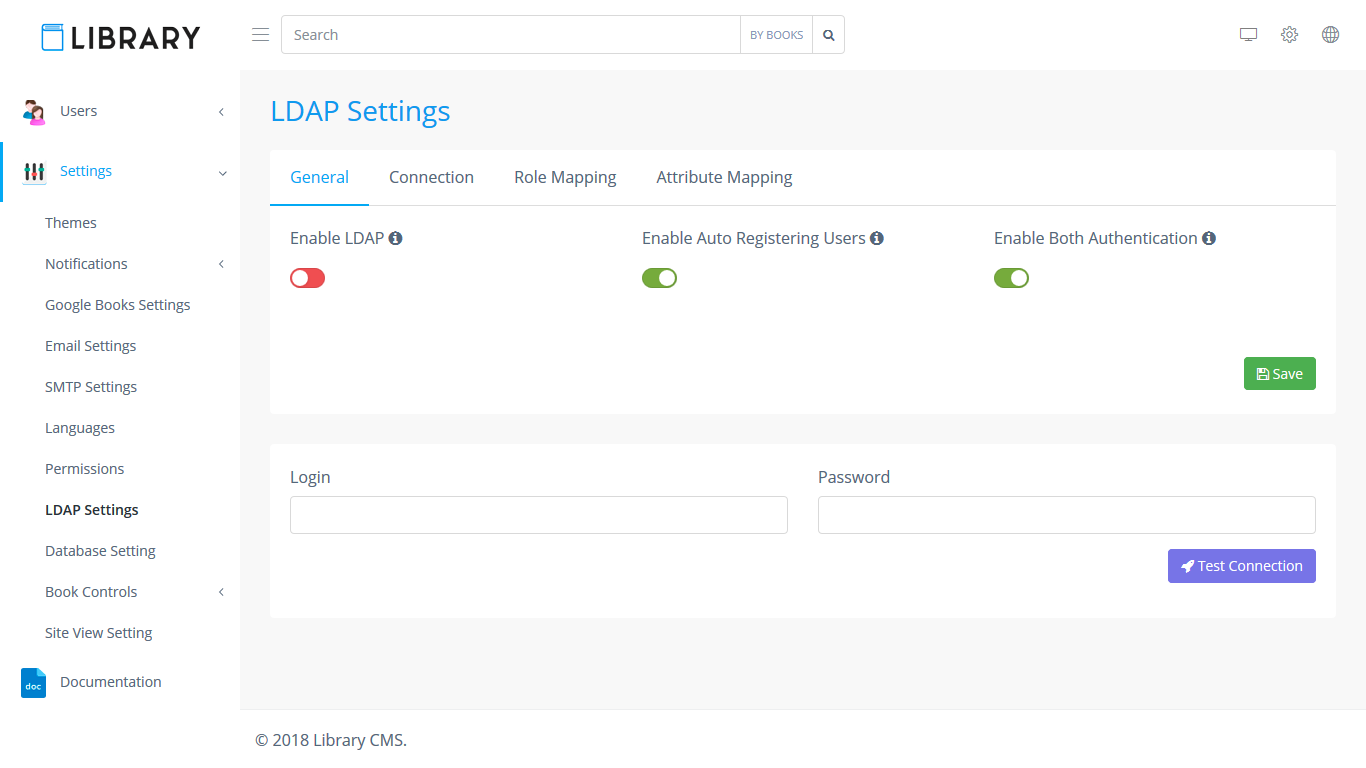 LIBRARY
Search
BY BOOKS
Users
Settings
Themes
Notifications
Google Books Settings
Email Settings
SMTP Settings
Languages
Permissions
LDAP Settings
Database Setting
Book Controls
Site View Setting
doc
Documentation
LDAP Settings
General Connection Role Mapping Attribute Mapping
Enable LDAP Enable Auto Registering Users Enable Both Authentication
Save
Login Password
Test Connection
© 2018 Library CMS.